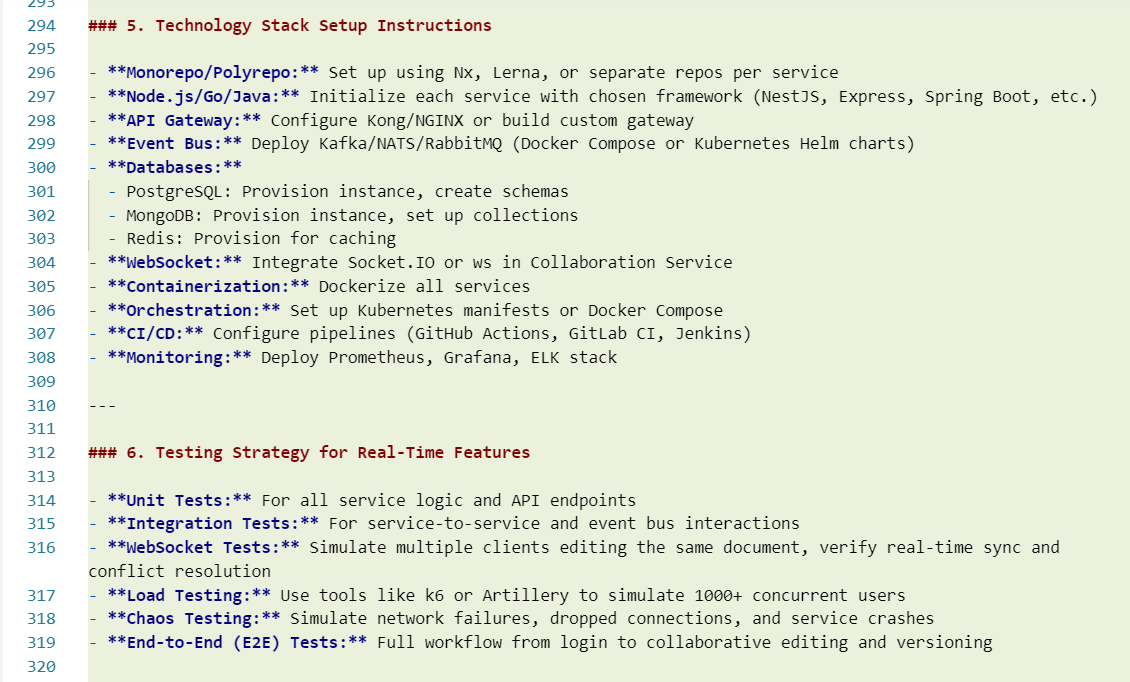 293
294 ### 5. Technology Stack Setup Instructions
295
296 - **Monorepo/Polyrepo:** Set up using Nx, Lerna, or separate repos per service
297 - **Node.js/Go/Java:** Initialize each service with chosen framework (NestJS, Express, Spring Boot, etc.)
298 - **API Gateway:** Configure Kong/NGINX or build custom gateway
299 - **Event Bus:** Deploy Kafka/NATS/RabbitMQ (Docker Compose or Kubernetes Helm charts)
300 - **Databases:**
301   - PostgreSQL: Provision instance, create schemas
302   - MongoDB: Provision instance, set up collections
303   - Redis: Provision for caching
304 - **WebSocket:** Integrate Socket.IO or ws in Collaboration Service
305 - **Containerization:** Dockerize all services
306 - **Orchestration:** Set up Kubernetes manifests or Docker Compose
307 - **CI/CD:** Configure pipelines (GitHub Actions, GitLab CI, Jenkins)
308 - **Monitoring:** Deploy Prometheus, Grafana, ELK stack
309
310 ---
311
312 ### 6. Testing Strategy for Real-Time Features
313
314 - **Unit Tests:** For all service logic and API endpoints
315 - **Integration Tests:** For service-to-service and event bus interactions
316 - **WebSocket Tests:** Simulate multiple clients editing the same document, verify real-time sync and
conflict resolution
317 - **Load Testing:** Use tools like k6 or Artillery to simulate 1000+ concurrent users
318 - **Chaos Testing:** Simulate network failures, dropped connections, and service crashes
319 - **End-to-End (E2E) Tests:** Full workflow from login to collaborative editing and versioning
320